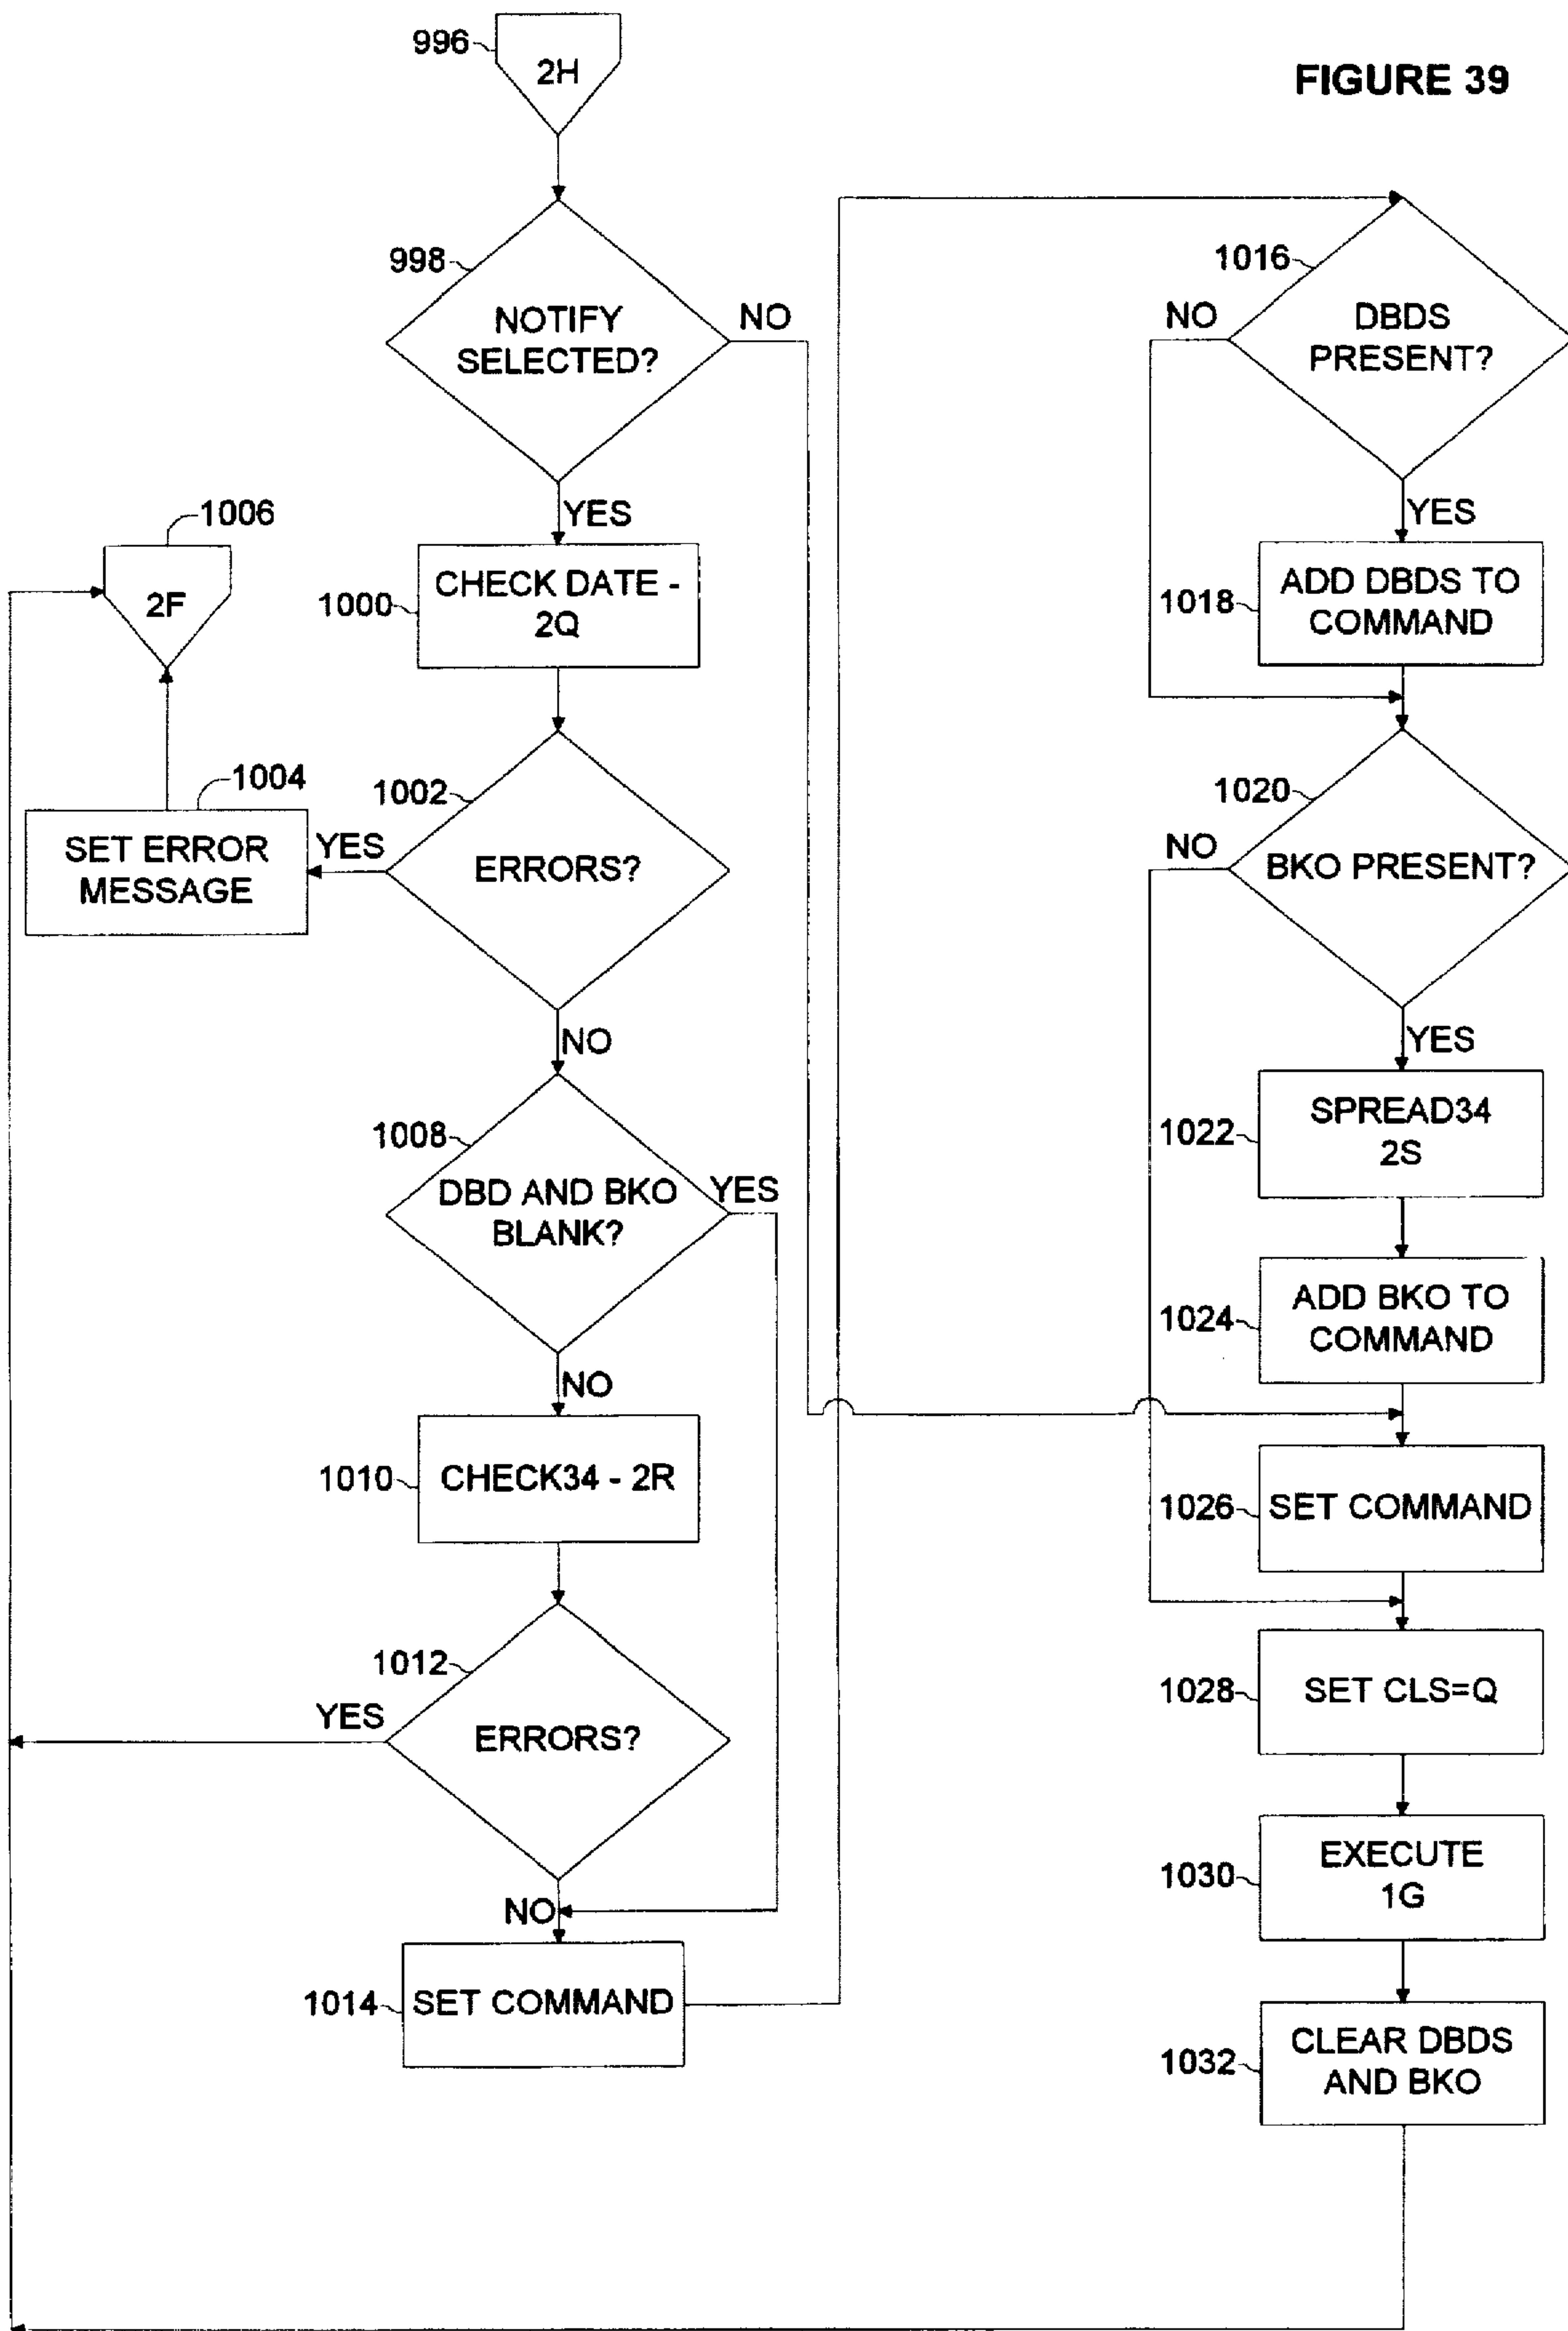 FIGURE 39
996
2H
998
NOTIFY
SELECTED?
NO
YES
1000
CHECK DATE -
2Q
1006
2F
1002
ERRORS?
YES
1004
SET ERROR
MESSAGE
NO
1008
DBD AND BKO
BLANK?
YES
NO
1010
CHECK34 - 2R
1012
ERRORS?
YES
NO
1014
SET COMMAND
1016
DBDS
PRESENT?
NO
YES
1018
ADD DBDS TO
COMMAND
1020
BKO PRESENT?
NO
YES
1022
SPREAD34
2S
1024
ADD BKO TO
COMMAND
1026
SET COMMAND
1028
SET CLS=Q
1030
EXECUTE
1G
1032
CLEAR DBDS
AND BKO